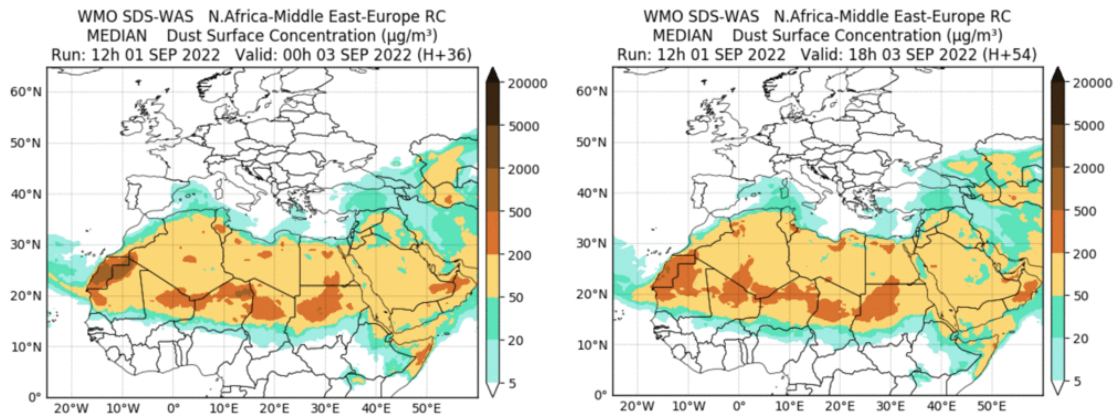 WMO SDS-WAS   N.Africa-Middle East-Europe RC
MEDIAN   Dust Surface Concentration (µg/m³)
Run: 12h 01 SEP 2022   Valid: 00h 03 SEP 2022 (H+36)
60°N
50°N
40°N
30°N
20°N
10°N
0°
20°W
10°W
0°
10°E
20°E
30°E
40°E
50°E
20000
5000
2000
500
200
50
20
5
WMO SDS-WAS   N.Africa-Middle East-Europe RC
MEDIAN   Dust Surface Concentration (µg/m³)
Run: 12h 01 SEP 2022   Valid: 18h 03 SEP 2022 (H+54)
60°N
50°N
40°N
30°N
20°N
10°N
0°
20°W
10°W
0°
10°E
20°E
30°E
40°E
50°E
20000
5000
2000
500
200
50
20
5